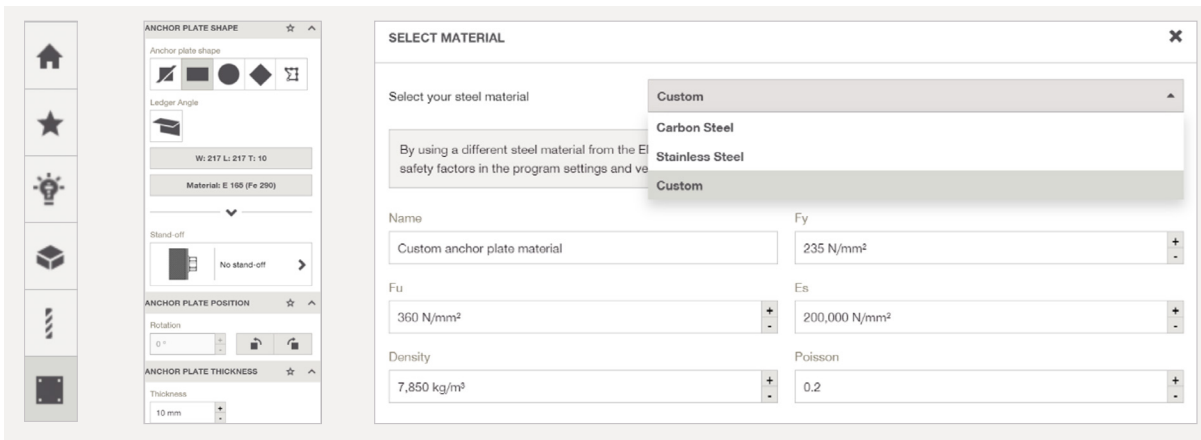 ANCHOR PLATE SHAPE
Anchor plate shape
Ledger Angle
W: 217 L: 217 T: 10
Material: E 165 (Fe 290)
Stand-off
No stand-off
ANCHOR PLATE POSITION
Rotation
0 °
ANCHOR PLATE THICKNESS
Thickness
10 mm
SELECT MATERIAL
Select your steel material
Custom
Carbon Steel
Stainless Steel
Custom
By using a different steel material from the
safety factors in the program settings and
Name
Custom anchor plate material
Fy
235 N/mm²
+
-
Fu
360 N/mm²
+
-
Es
200,000 N/mm²
+
-
Density
7,850 kg/m³
+
-
Poisson
0.2
+
-